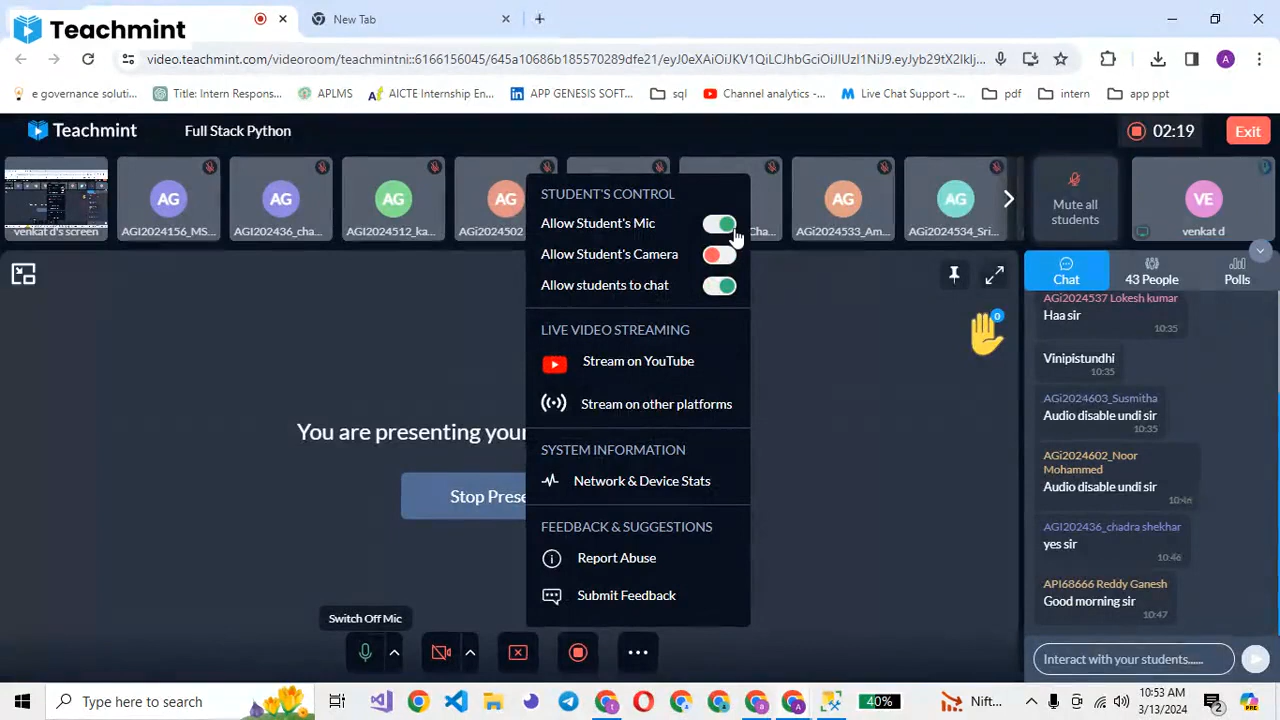 Teachmint
New Tab
video.teachmint.com/videoroom/teachmintni::6166156045/845a10686b185570289dfe21/eyJ0eXAiOiJKV1QiLCJhbGciOiJIUzI1NiJ9.eyJyb29tX2lkIj...
A
e governance soluti...
Title: Intern Respons...
APLMS
AICTE Internship En...
APP GENESIS SOFT...
sql
Channel analytics -...
Live Chat Support -...
pdf
intern
app ppt
Teachmint
Full Stack Python
02:19
Exit
AG
AG
AG
AG
AG
AG
VE
venkat d's screen
AGI2024156_MS...
AGI202436_cha...
AGI2024512_ka...
AGI2024502
AGI2024533_Am...
AGI2024534_Sri...
Mute all
students
venkat d
STUDENT'S CONTROL
Allow Student's Mic
Allow Student's Camera
Allow students to chat
LIVE VIDEO STREAMING
Stream on YouTube
Stream on other platforms
SYSTEM INFORMATION
Network & Device Stats
FEEDBACK & SUGGESTIONS
Report Abuse
Submit Feedback
You are presenting your
Stop Prese
Switch Off Mic
0
Chat
43 People
Polls
AGi2024537 Lokesh kumar
Haa sir
10:35
Vinipistundhi
10:35
AGi2024603_Susmitha
Audio disable undi sir
10:35
AGi2024602_Noor
Mohammed
Audio disable undi sir
10:46
AGI202436_chadra shekhar
yes sir
10:46
API68666 Reddy Ganesh
Good morning sir
10:47
Interact with your students......
Type here to search
40%
Nift...
10:53 AM
3/13/2024
2